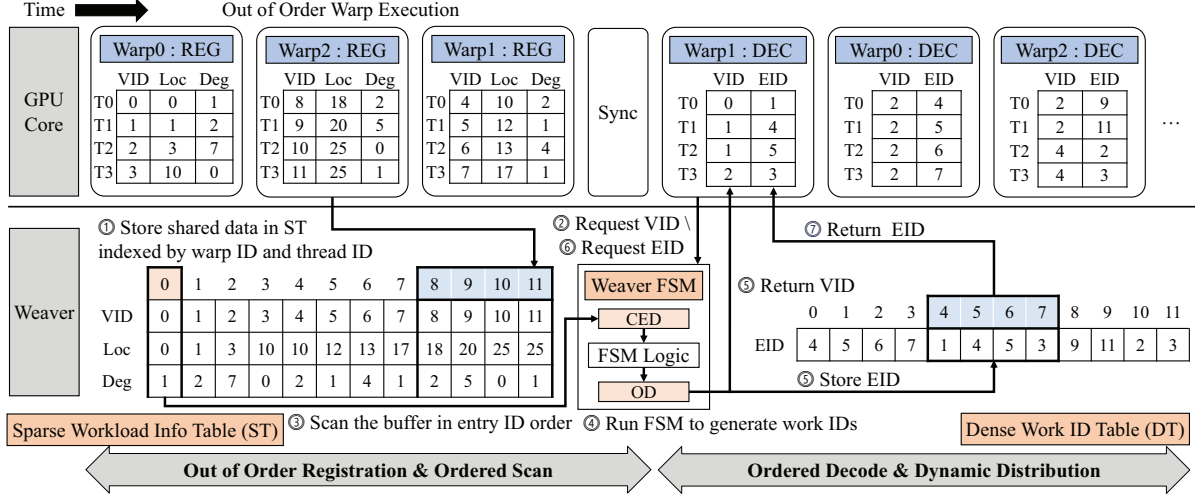 Time Out of Order Warp Execution
GPU Core
Warp0 : REG
VID Loc Deg
T0 0 0 1
T1 1 1 2
T2 2 3 7
T3 3 10 0
Warp2 : REG
VID Loc Deg
T0 8 18 2
T1 9 20 5
T2 10 25 0
T3 11 25 1
Warp1 : REG
VID Loc Deg
T0 4 10 2
T1 5 12 1
T2 6 13 4
T3 7 17 1
Sync
Warp1 : DEC
VID EID
T0 0 1
T1 1 4
T2 1 5
T3 2 3
Warp0 : DEC
VID EID
T0 2 4
T1 2 5
T2 2 6
T3 2 7
Warp2 : DEC
VID EID
T0 2 9
T1 2 11
T2 4 2
T3 4 3
…
Weaver
① Store shared data in ST
indexed by warp ID and thread ID
0 1 2 3 4 5 6 7 8 9 10 11
VID 0 1 2 3 4 5 6 7 8 9 10 11
Loc 0 1 3 10 10 12 13 17 18 20 25 25
Deg 1 2 7 0 2 1 4 1 2 5 0 1
② Request VID \
⑥ Request EID
Weaver FSM
CED
FSM Logic
OD
⑦ Return EID
⑤ Return VID
0 1 2 3 4 5 6 7 8 9 10 11
EID 4 5 6 7 1 4 5 3 9 11 2 3
⑤ Store EID
Sparse Workload Info Table (ST)
③ Scan the buffer in entry ID order
④ Run FSM to generate work IDs
Dense Work ID Table (DT)
Out of Order Registration & Ordered Scan
Ordered Decode & Dynamic Distribution